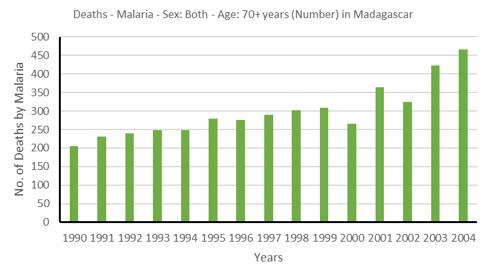 Deaths - Malaria - Sex: Both - Age: 70+ years (Number) in Madagascar
500
450
400
350
300
250
200
150
100
50
0
No. of Deaths by Malaria
1990 1991 1992 1993 1994 1995 1996 1997 1998 1999 2000 2001 2002 2003 2004
Years